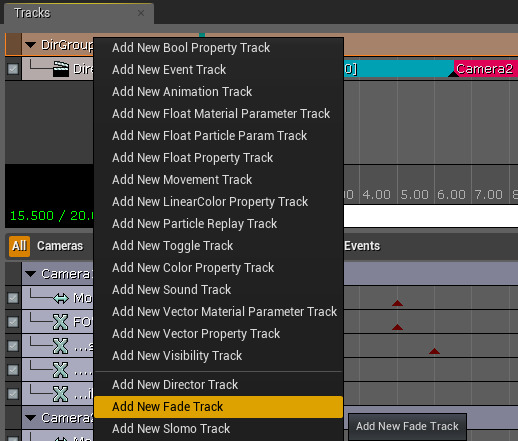 Tracks
DirGroup
Add New Bool Property Track
Add New Event Track
Add New Animation Track
Add New Float Material Parameter Track
Add New Float Particle Param Track
Add New Float Property Track
Add New Movement Track
Add New LinearColor Property Track
Add New Particle Replay Track
Add New Toggle Track
Add New Color Property Track
Add New Sound Track
Add New Vector Material Parameter Track
Add New Vector Property Track
Add New Visibility Track
Add New Director Track
Add New Fade Track
Add New Slomo Track
Add New Fade Track
Dire
0]
Camera2
4.00 5.00 6.00 7.00
15.500 / 20.0
All Cameras
Events
Camera1
Mo
FO
...a
....
...i
Camera2